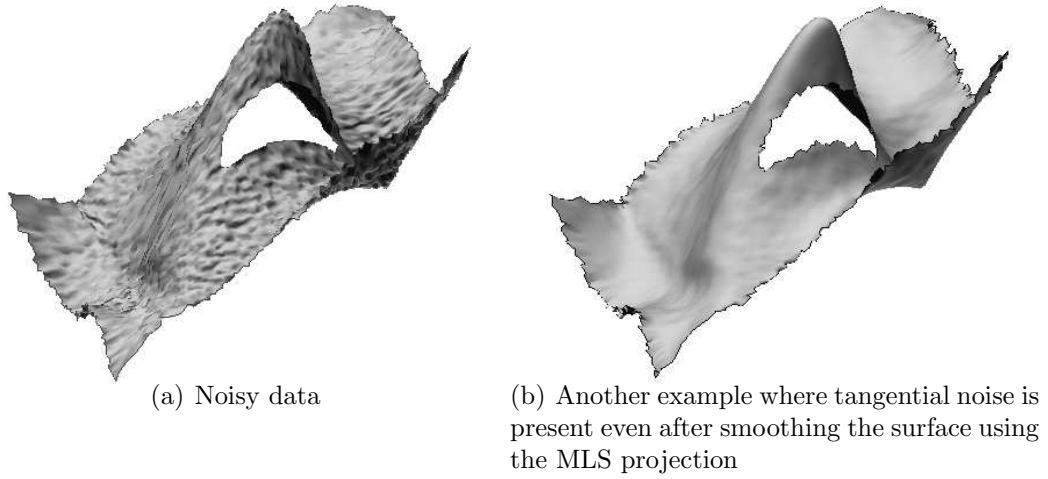 (a) Noisy data
(b) Another example where tangential noise is
present even after smoothing the surface using
the MLS projection